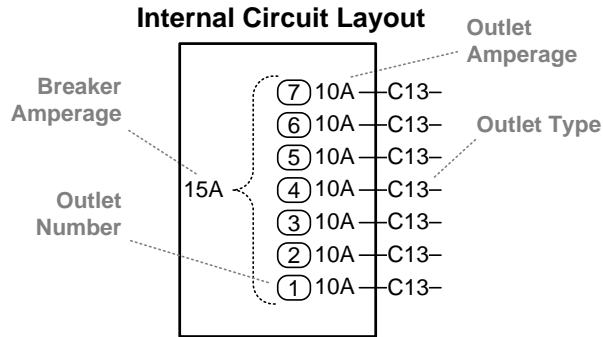 Internal Circuit Layout
Outlet
Amperage
Breaker
Amperage
7 10A C13
6 10A C13
Outlet Type
5 10A C13
15A 4 10A C13
Outlet
Number
3 10A C13
2 10A C13
1 10A C13